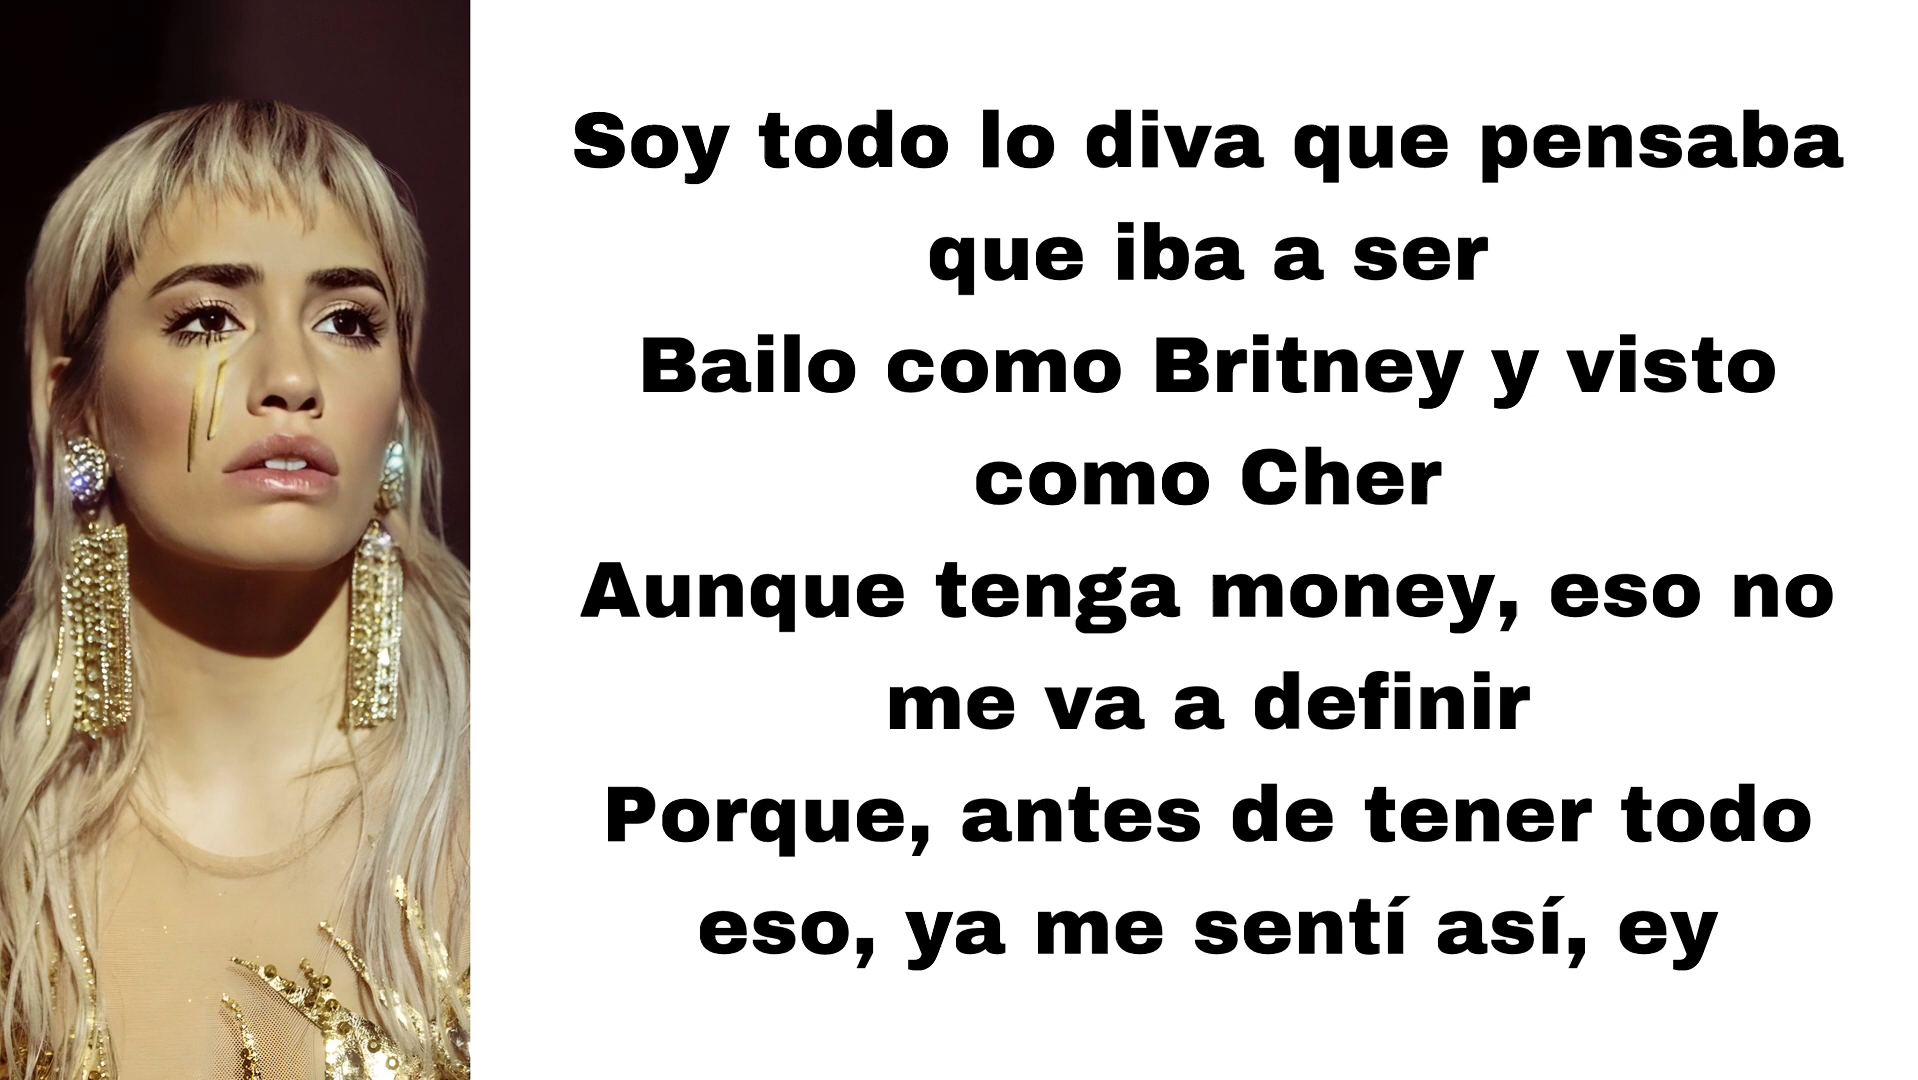 Soy todo lo diva que pensaba
que iba a ser
Bailo como Britney y visto
como Cher
Aunque tenga money, eso no
me va a definir
Porque, antes de tener todo
eso, ya me sentí así, ey